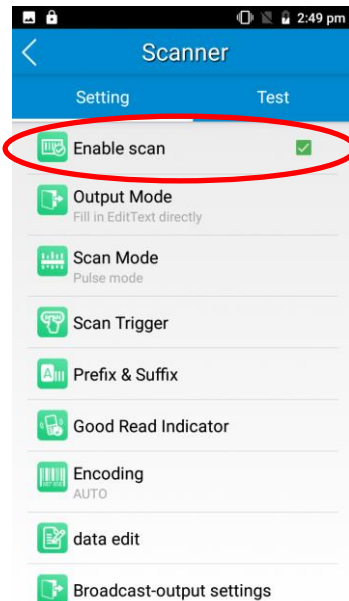 2:49 pm
Scanner
Setting Test
Enable scan
Output Mode
Fill in EditText directly
Scan Mode
Pulse mode
Scan Trigger
Prefix & Suffix
Good Read Indicator
Encoding
AUTO
data edit
Broadcast-output settings